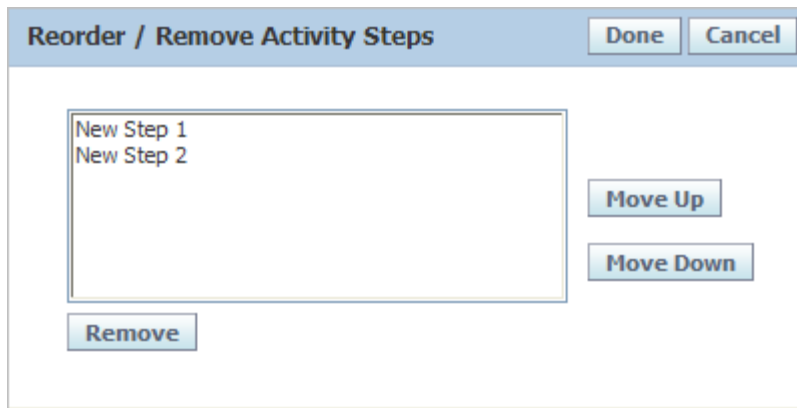 Reorder / Remove Activity Steps
Done
Cancel
New Step 1
New Step 2
Move Up
Move Down
Remove